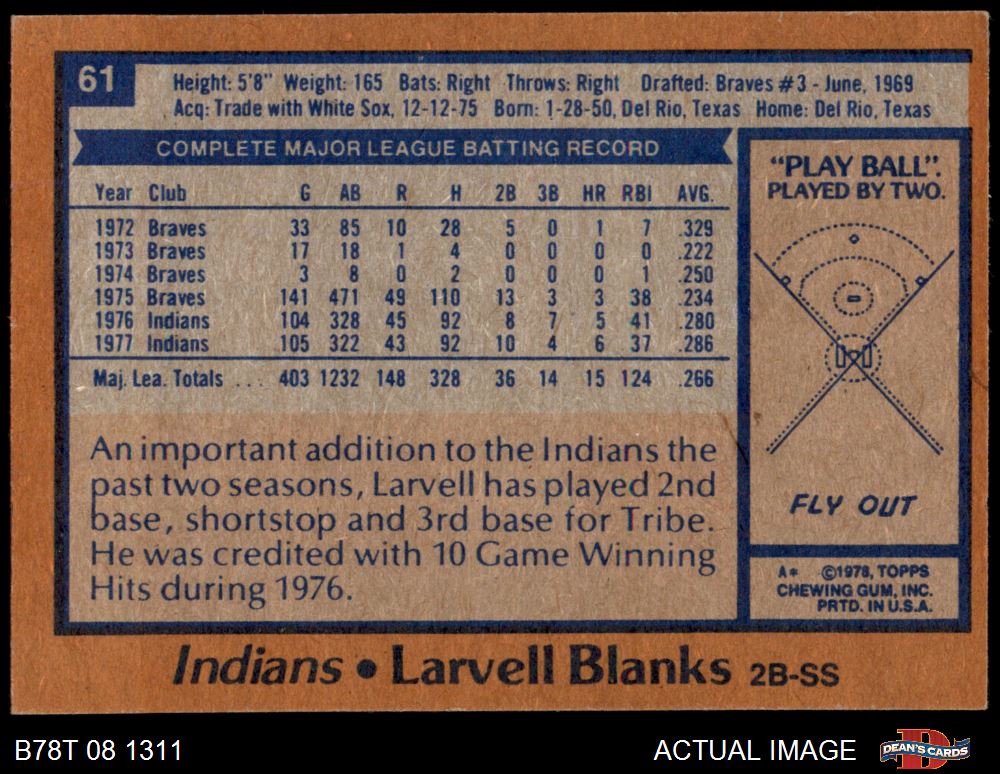 61
Height: 5'8" Weight: 165 Bats: Right Throws: Right Drafted: Braves #3 - June, 1969
Acq: Trade with White Sox, 12-12-75 Born: 1-28-50, Del Rio, Texas Home: Del Rio, Texas
COMPLETE MAJOR LEAGUE BATTING RECORD
Year Club G AB R H 2B 3B HR RBI AVG.
1972 Braves 33 85 10 28 5 0 1 7 .329
1973 Braves 17 18 1 4 0 0 0 0 .222
1974 Braves 3 8 0 2 0 0 0 1 .250
1975 Braves 141 471 49 110 13 3 3 38 .234
1976 Indians 104 328 45 92 8 7 5 41 .280
1977 Indians 105 322 43 92 10 4 6 37 .286
Maj. Lea. Totals ... 403 1232 148 328 36 14 15 124 .266
An important addition to the Indians the
past two seasons, Larvell has played 2nd
base, shortstop and 3rd base for Tribe.
He was credited with 10 Game Winning
Hits during 1976.
"PLAY BALL".
PLAYED BY TWO.
FLY OUT
A* ©1978, TOPPS
CHEWING GUM, INC.
PRTD. IN U.S.A.
Indians • Larvell Blanks 2B-SS
B78T 08 1311
ACTUAL IMAGE
DEAN'S CARDS